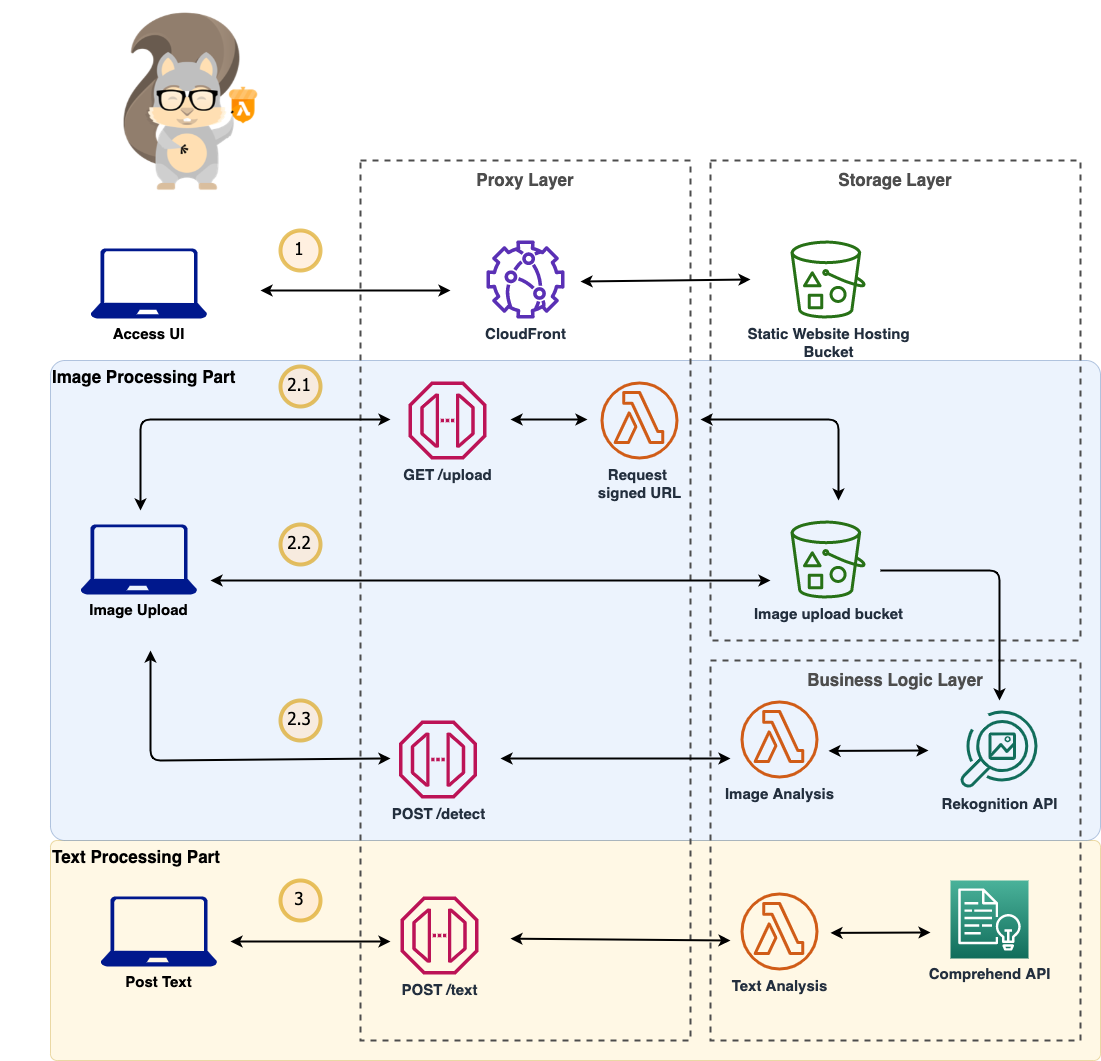 Proxy Layer
Storage Layer
1
Access UI
CloudFront
Static Website Hosting
Bucket
Image Processing Part
2.1
GET /upload
Request
signed URL
2.2
Image Upload
Image upload bucket
Business Logic Layer
2.3
POST /detect
Image Analysis
Rekognition API
Text Processing Part
3
Post Text
POST /text
Text Analysis
Comprehend API